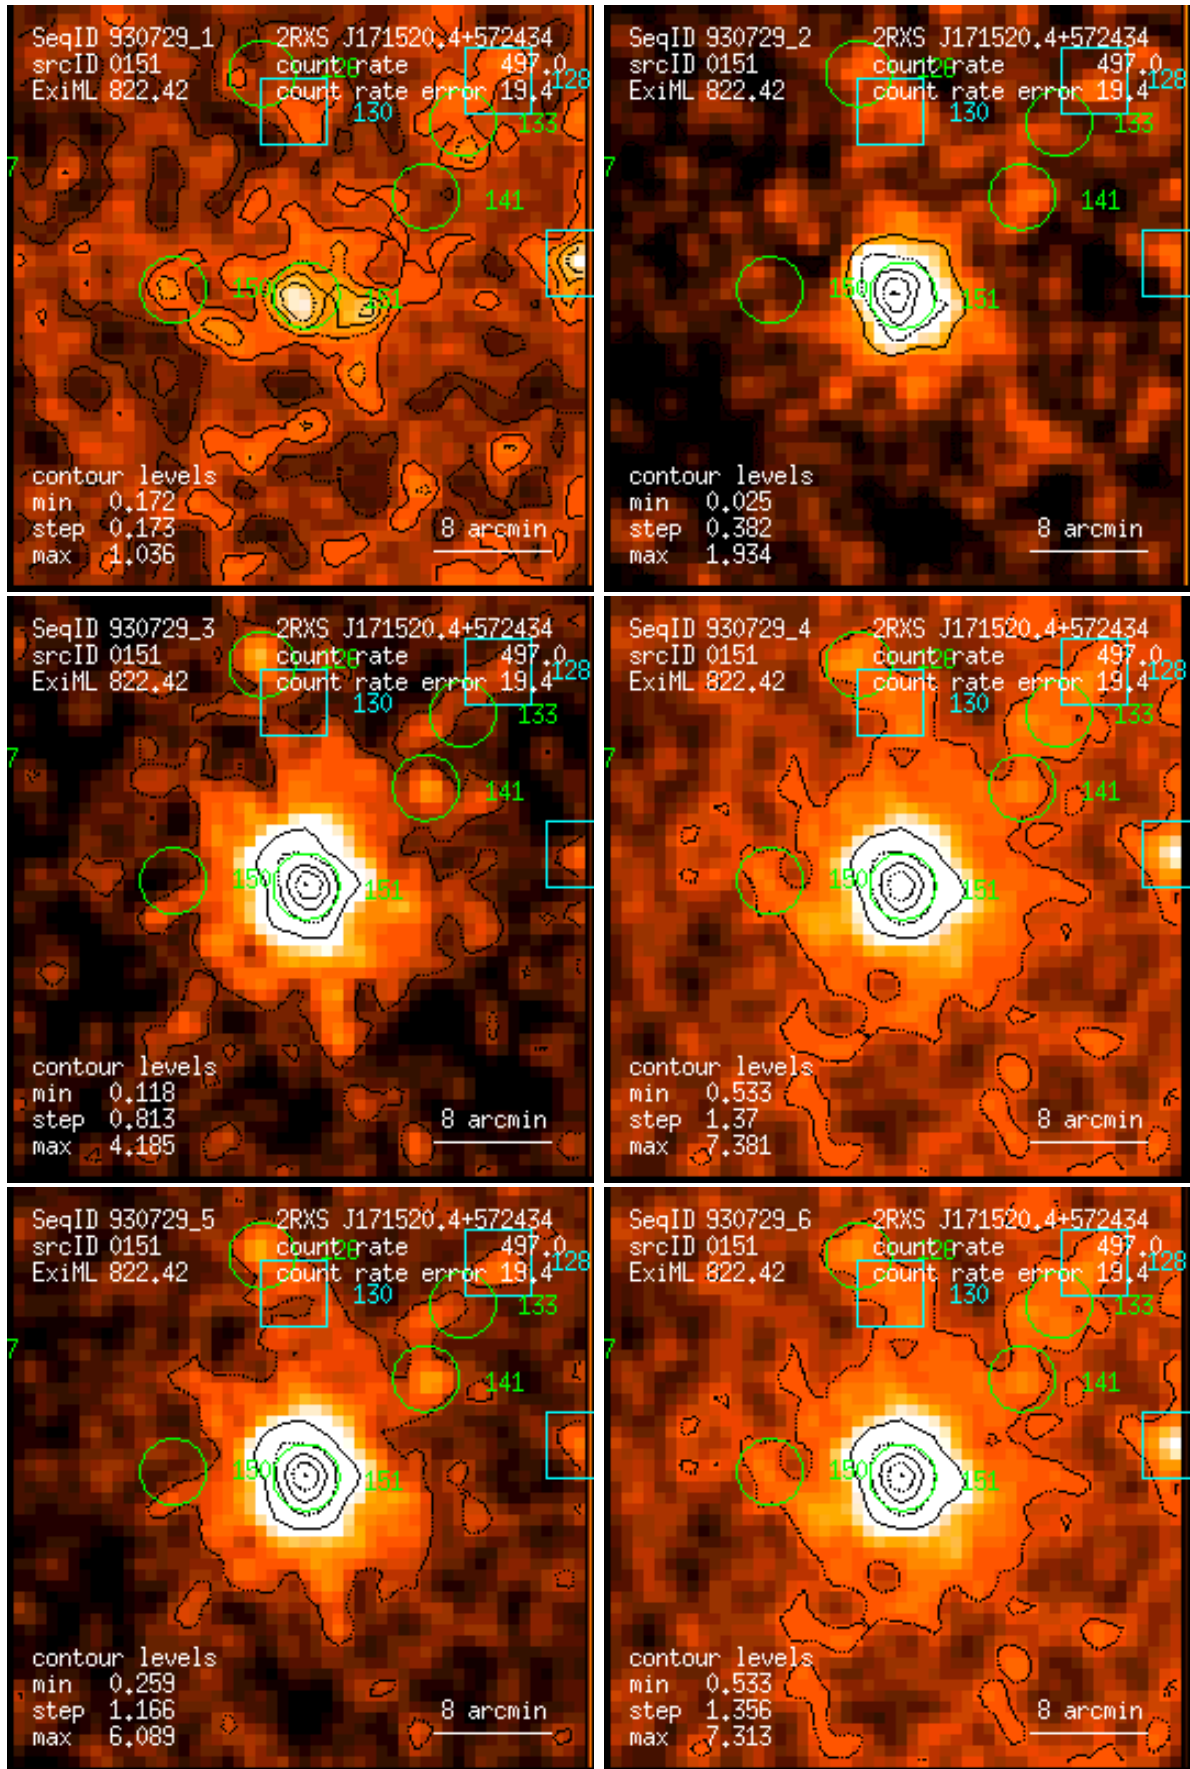 SeqID 930729_1 2RXS J171520.4+572434
srcID 0151 count rate 497.0
ExiML 822.42 count rate error 19.4
128
130
133
7
141
150
151
contour levels
min 0.172
step 0.173
max 1.036
8 arcmin
SeqID 930729_2 2RXS J171520.4+572434
srcID 0151 count rate 497.0
ExiML 822.42 count rate error 19.4
128
130
133
7
141
150
151
contour levels
min 0.025
step 0.382
max 1.934
8 arcmin
SeqID 930729_3 2RXS J171520.4+572434
srcID 0151 count rate 497.0
ExiML 822.42 count rate error 19.4
128
130
133
7
141
150
151
contour levels
min 0.118
step 0.813
max 4.185
8 arcmin
SeqID 930729_4 2RXS J171520.4+572434
srcID 0151 count rate 497.0
ExiML 822.42 count rate error 19.4
128
130
133
7
141
150
151
contour levels
min 0.533
step 1.37
max 7.381
8 arcmin
SeqID 930729_5 2RXS J171520.4+572434
srcID 0151 count rate 497.0
ExiML 822.42 count rate error 19.4
128
130
133
7
141
150
151
contour levels
min 0.259
step 1.166
max 6.089
8 arcmin
SeqID 930729_6 2RXS J171520.4+572434
srcID 0151 count rate 497.0
ExiML 822.42 count rate error 19.4
128
130
133
7
141
150
151
contour levels
min 0.533
step 1.356
max 7.313
8 arcmin